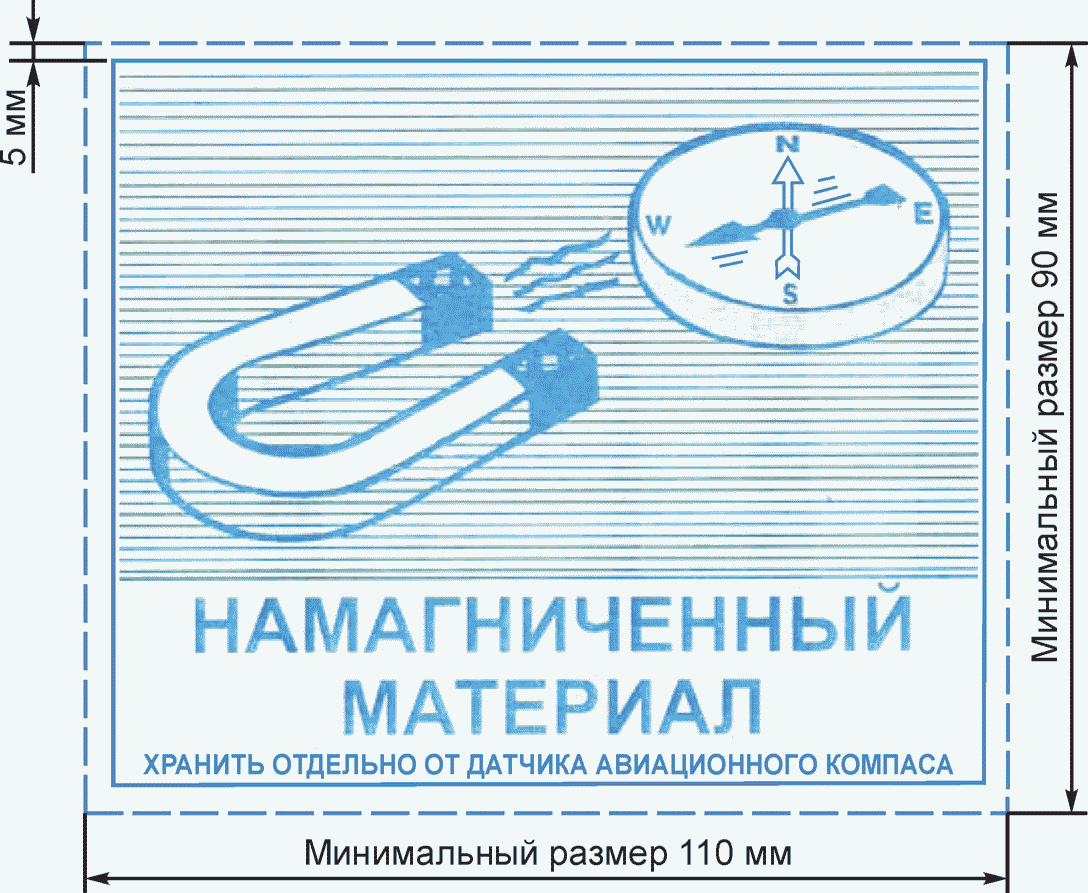 5 мм
N
W
E
S
Минимальный размер 90 мм
НАМАГНИЧЕННЫЙ
МАТЕРИАЛ
ХРАНИТЬ ОТДЕЛЬНО ОТ ДАТЧИКА АВИАЦИОННОГО КОМПАСА
Минимальный размер 110 мм